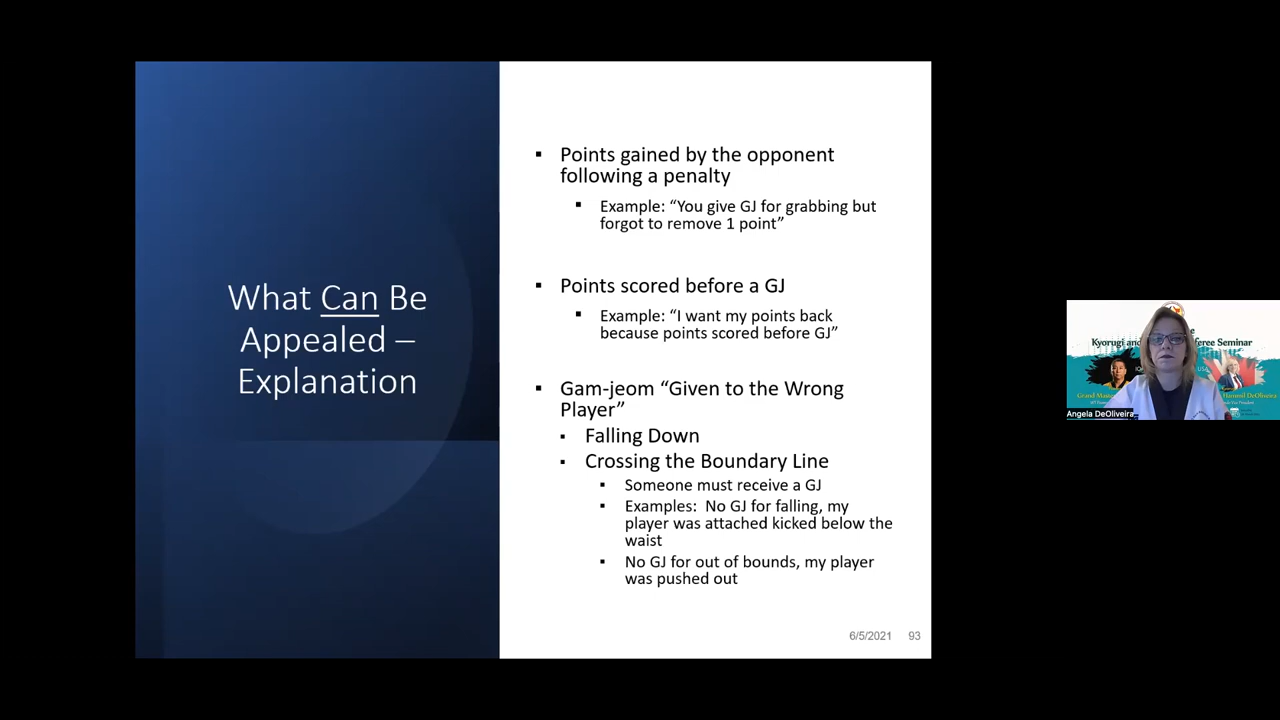 What Can Be
Appealed –
Explanation
Points gained by the opponent
following a penalty
Example: “You give GJ for grabbing but
forgot to remove 1 point”
Points scored before a GJ
Example: “I want my points back
because points scored before GJ”
Gam-jeom “Given to the Wrong
Player”
Falling Down
Crossing the Boundary Line
Someone must receive a GJ
Examples:  No GJ for falling, my
player was attached kicked below the
waist
No GJ for out of bounds, my player
was pushed out
6/5/2021 93
Kyorugi and
Seminar
Angela DeOliveira